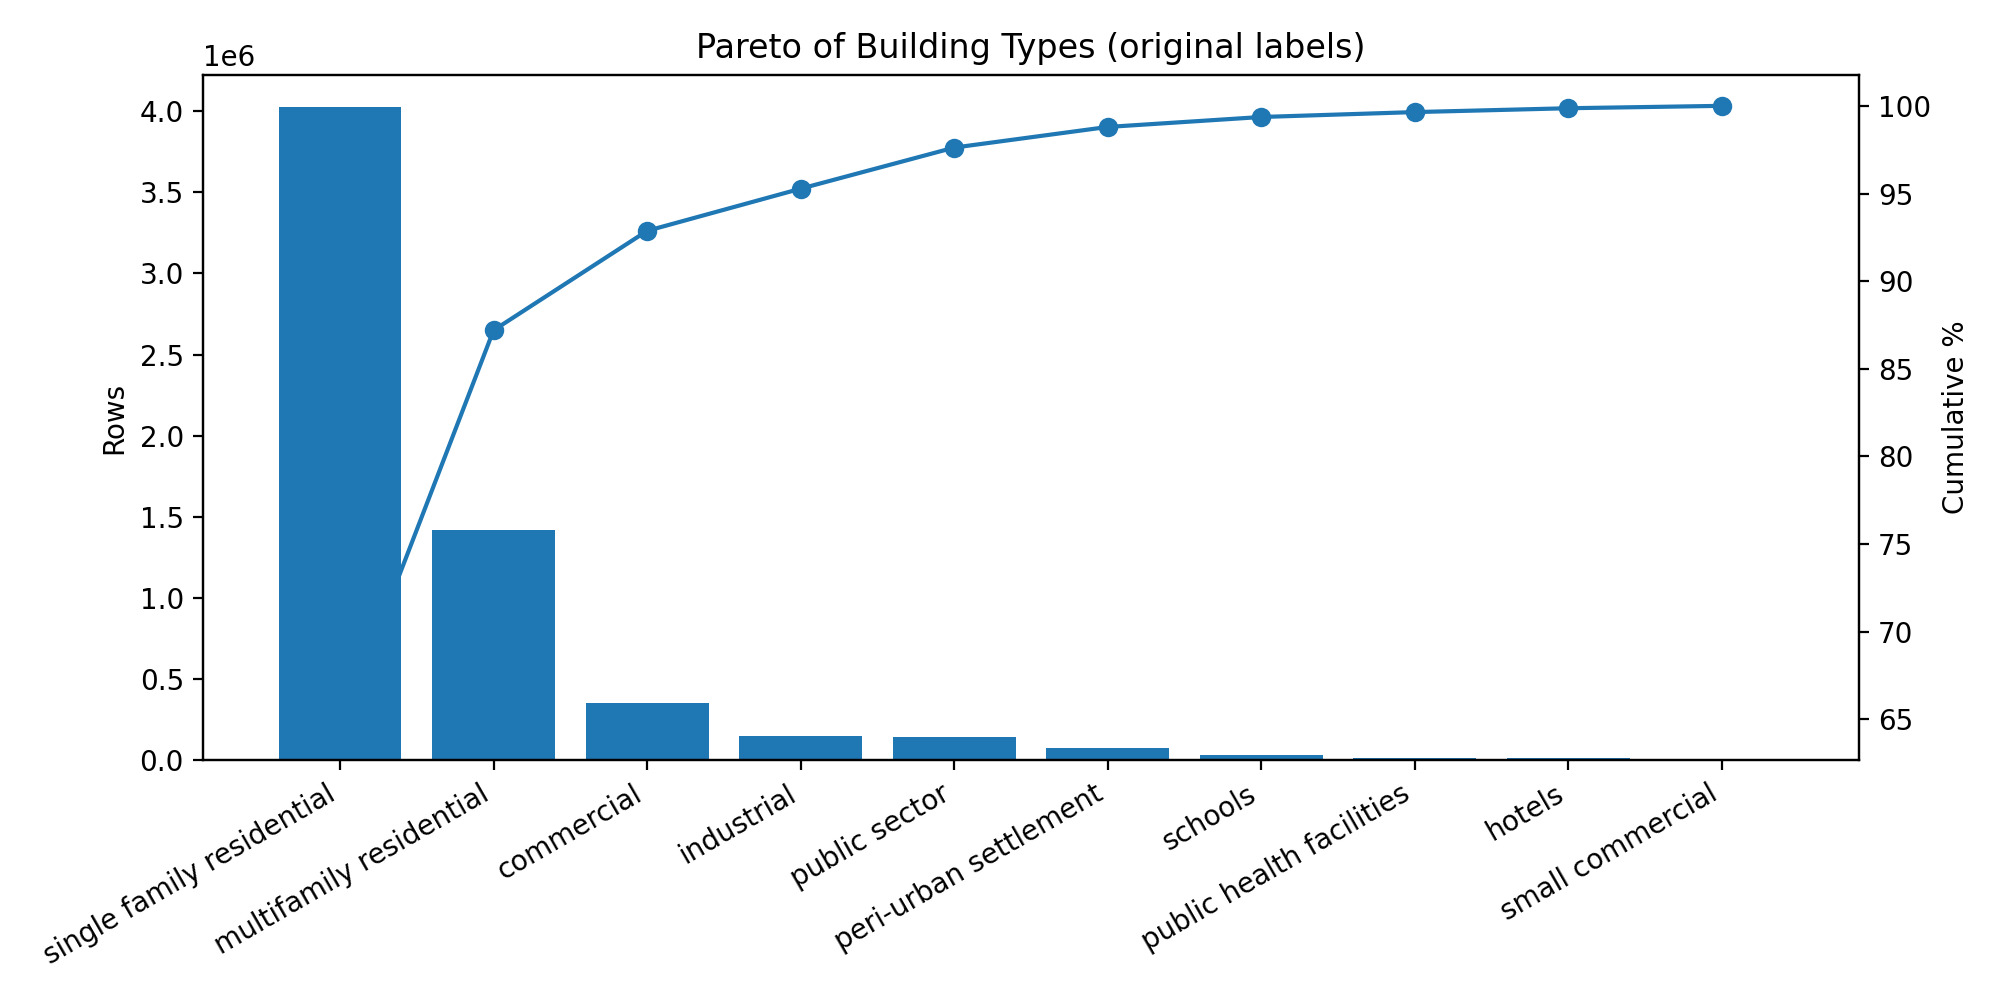 Pareto of Building Types (original labels)
1e6
4.0
3.5
3.0
2.5
2.0
1.5
1.0
0.5
0.0
Rows
100
95
90
85
80
75
70
65
Cumulative %
single family residential
multifamily residential
commercial
industrial
public sector
peri-urban settlement
schools
public health facilities
hotels
small commercial